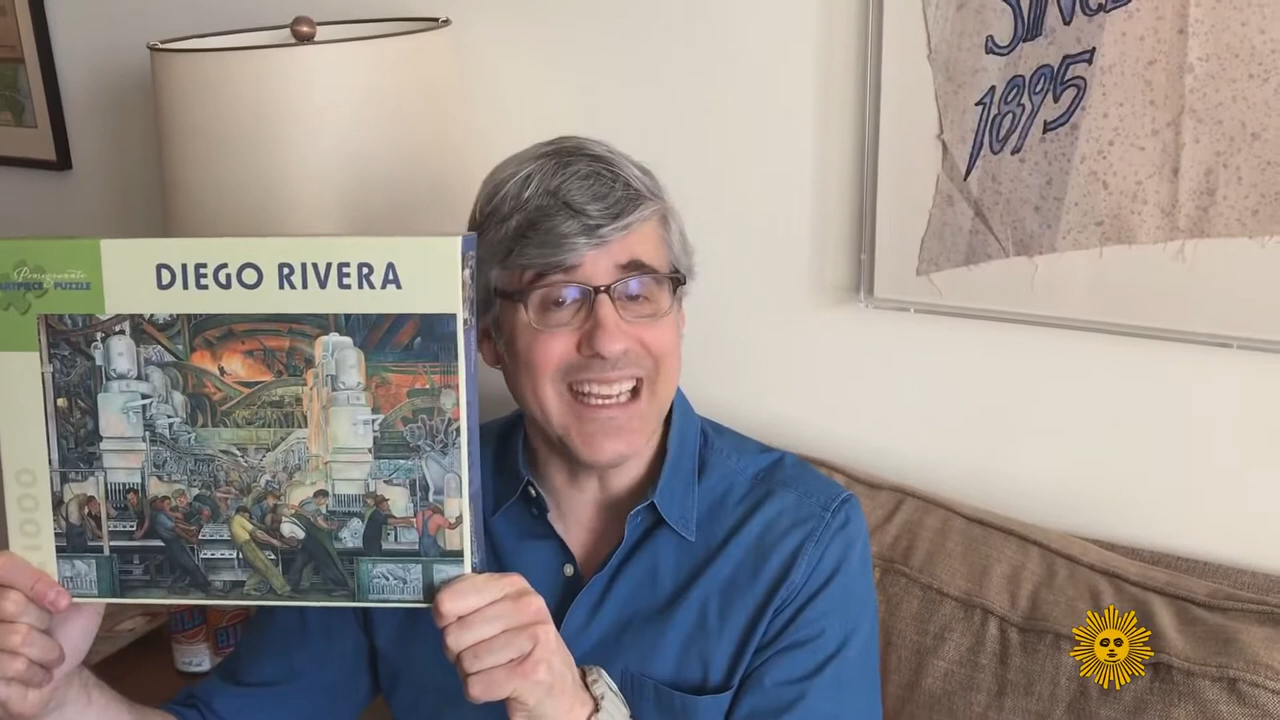 SINCE
1895
Pomegranate
ARTPIECE PUZZLE
DIEGO RIVERA
1000